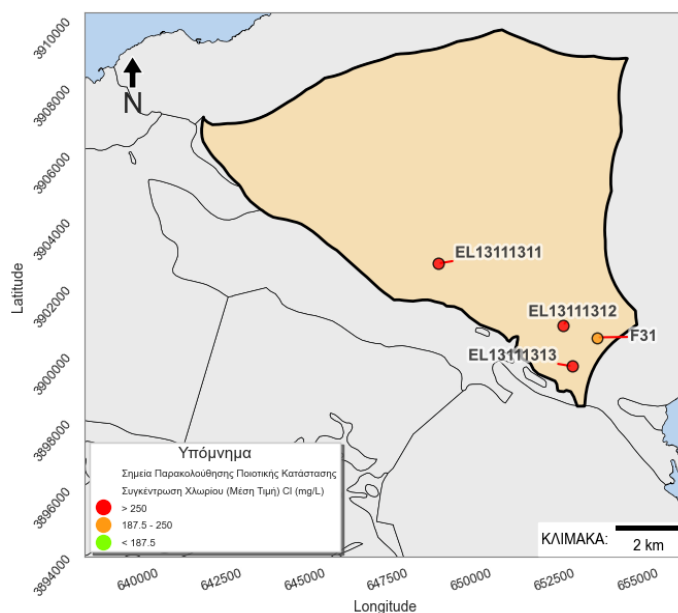 3910000
3908000
3906000
3904000
3902000
3900000
3898000
3896000
3894000
Latitude
N
EL13111311
EL13111312
F31
EL13111313
Υπόμνημα
Σημεία Παρακολούθησης Ποιοτικής Κατάστασης
Συγκέντρωση Χλωρίου (Μέση Τιμή) Cl (mg/L)
> 250
187.5 - 250
< 187.5
ΚΛΙΜΑΚΑ:
2 km
640000
642500
645000
647500
650000
652500
655000
Longitude